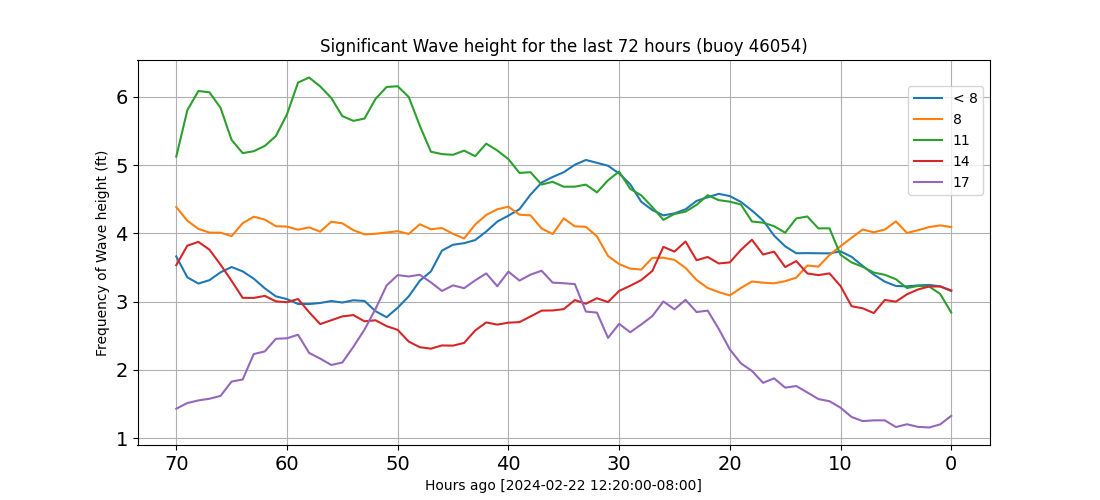 Significant Wave height for the last 72 hours (buoy 46054)
Frequency of Wave height (ft)
6
5
4
3
2
1
< 8
8
11
14
17
70 60 50 40 30 20 10 0
Hours ago [2024-02-22 12:20:00-08:00]